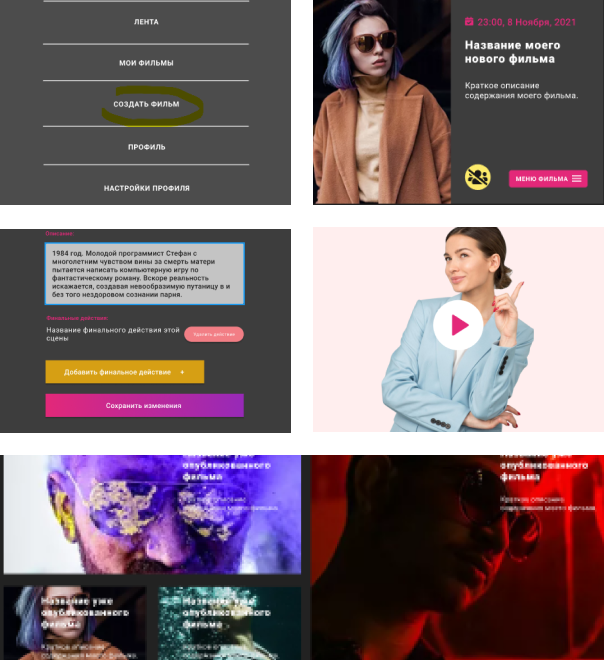 ЛЕНТА
МОИ ФИЛЬМЫ
СОЗДАТЬ ФИЛЬМ
ПРОФИЛЬ
НАСТРОЙКИ ПРОФИЛЯ
23:00, 8 Ноября, 2021
Название моего
нового фильма
Краткое описание
содержания моего фильма.
МЕНЮ ФИЛЬМА
Описание:
1984 год. Молодой программист Стефан с
многолетним чувством вины за смерть матери
пытается написать компьютерную игру по
фантастическому роману. Вскоре реальность
искажается, создавая невообразимую путаницу в и
без того нездоровом сознании парня.
Финальные действия:
Название финального действия этой
сцены
Удалить действие
Добавить финальное действие +
Сохранить изменения
Название уже
опубликованного
фильма
Краткое описание
содержания моего фильма.
Название уже
опубликованного
фильма
Краткое описание
содержания моего фильма.
Название уже
опубликованного
фильма
Краткое описание
содержания моего фильма.
Название уже
опубликованного
фильма
Краткое описание